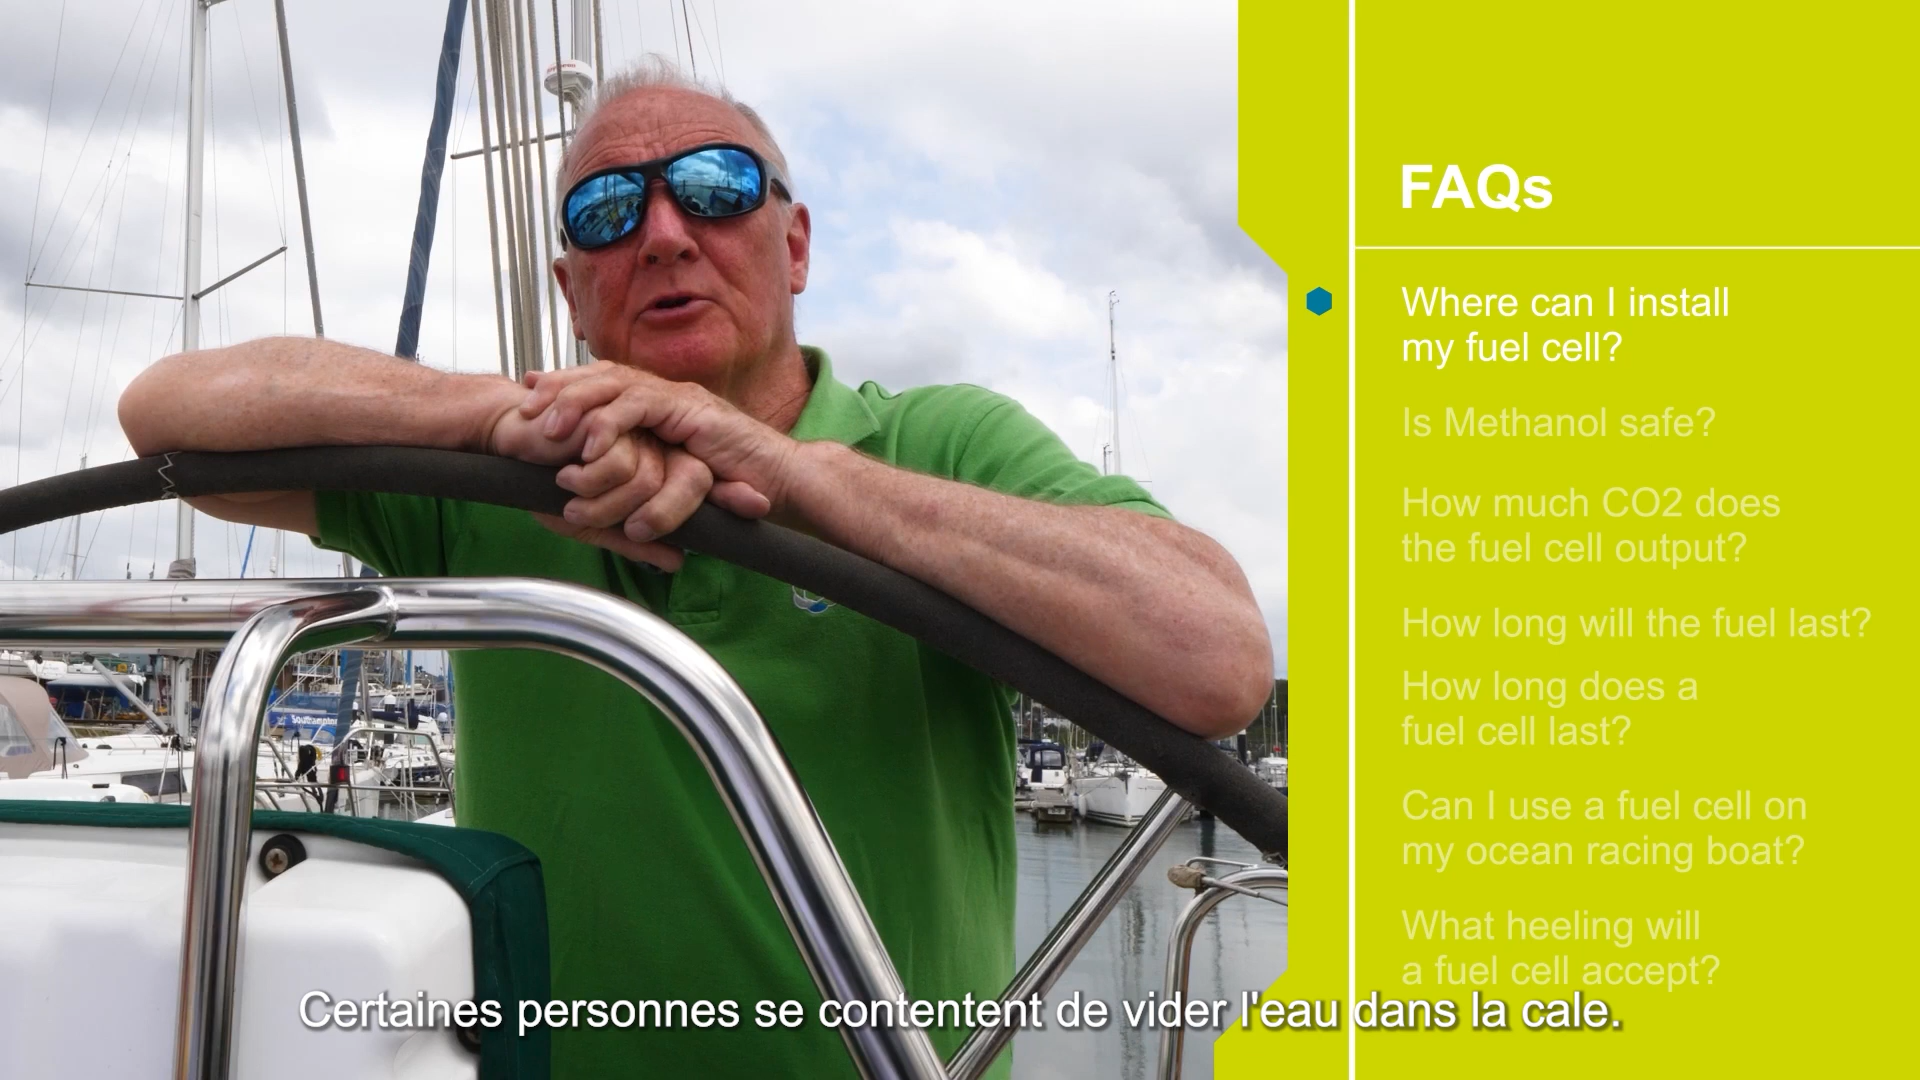 FAQs
Where can I install
my fuel cell?
Is Methanol safe?
How much CO2 does
the fuel cell output?
How long will the fuel last?
How long does a
fuel cell last?
Can I use a fuel cell on
my ocean racing boat?
What heeling will
a fuel cell accept?
Southampton
Certaines personnes se contentent de vider l'eau dans la cale.